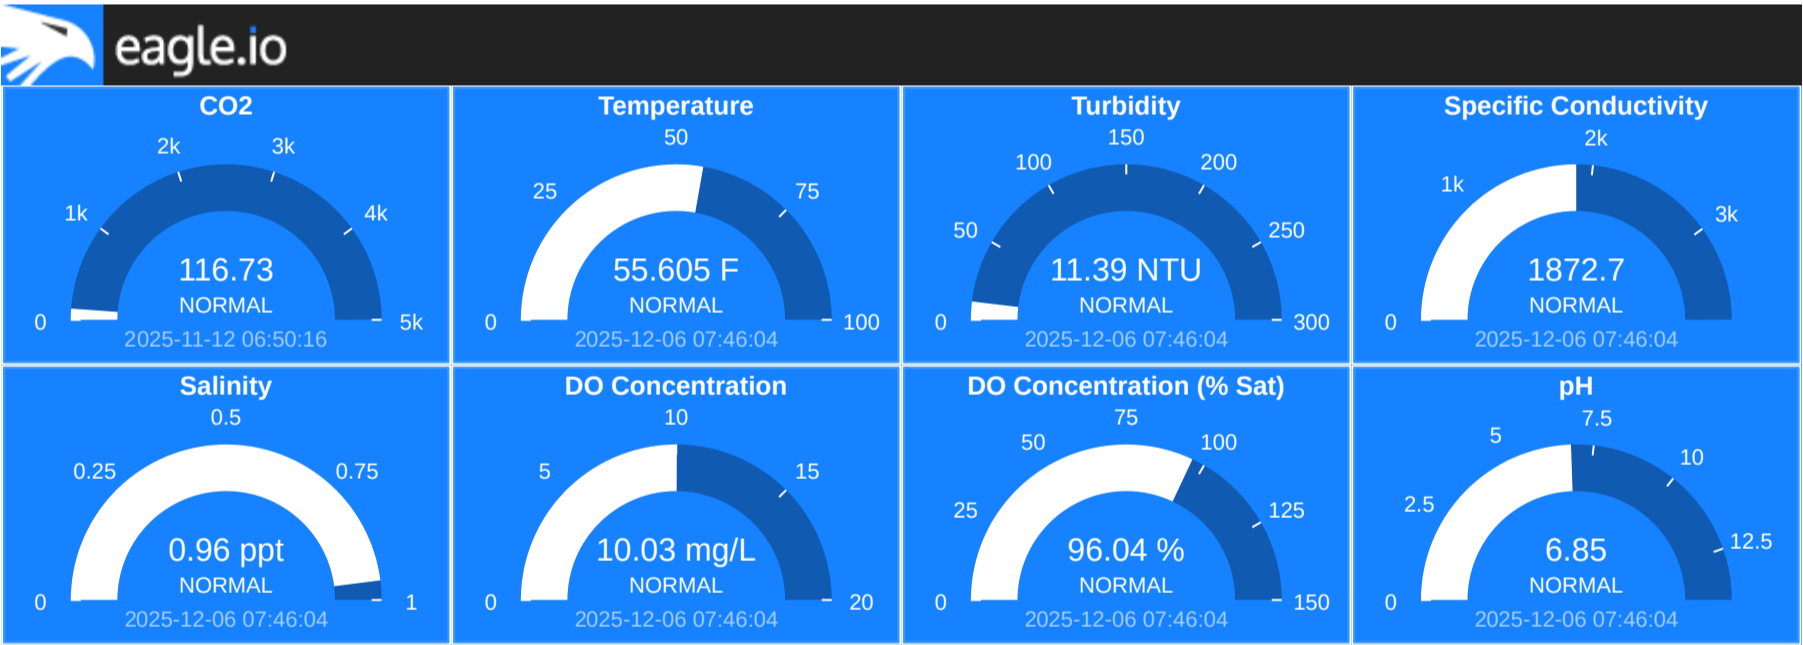 eagle.io
CO2
2k 3k
1k 4k
116.73
NORMAL
0 5k
2025-11-12 06:50:16
Temperature
50
25 75
55.605 F
NORMAL
0 100
2025-12-06 07:46:04
Turbidity
150
100 200
50 250
11.39 NTU
NORMAL
0 300
2025-12-06 07:46:04
Specific Conductivity
2k
1k
3k
1872.7
NORMAL
0
2025-12-06 07:46:04
Salinity
0.5
0.25 0.75
0.96 ppt
NORMAL
0 1
2025-12-06 07:46:04
DO Concentration
10
5 15
10.03 mg/L
NORMAL
0 20
2025-12-06 07:46:04
DO Concentration (% Sat)
75
50 100
25 125
96.04 %
NORMAL
0 150
2025-12-06 07:46:04
pH
7.5
5
10
2.5
12.5
6.85
NORMAL
0
2025-12-06 07:46:04